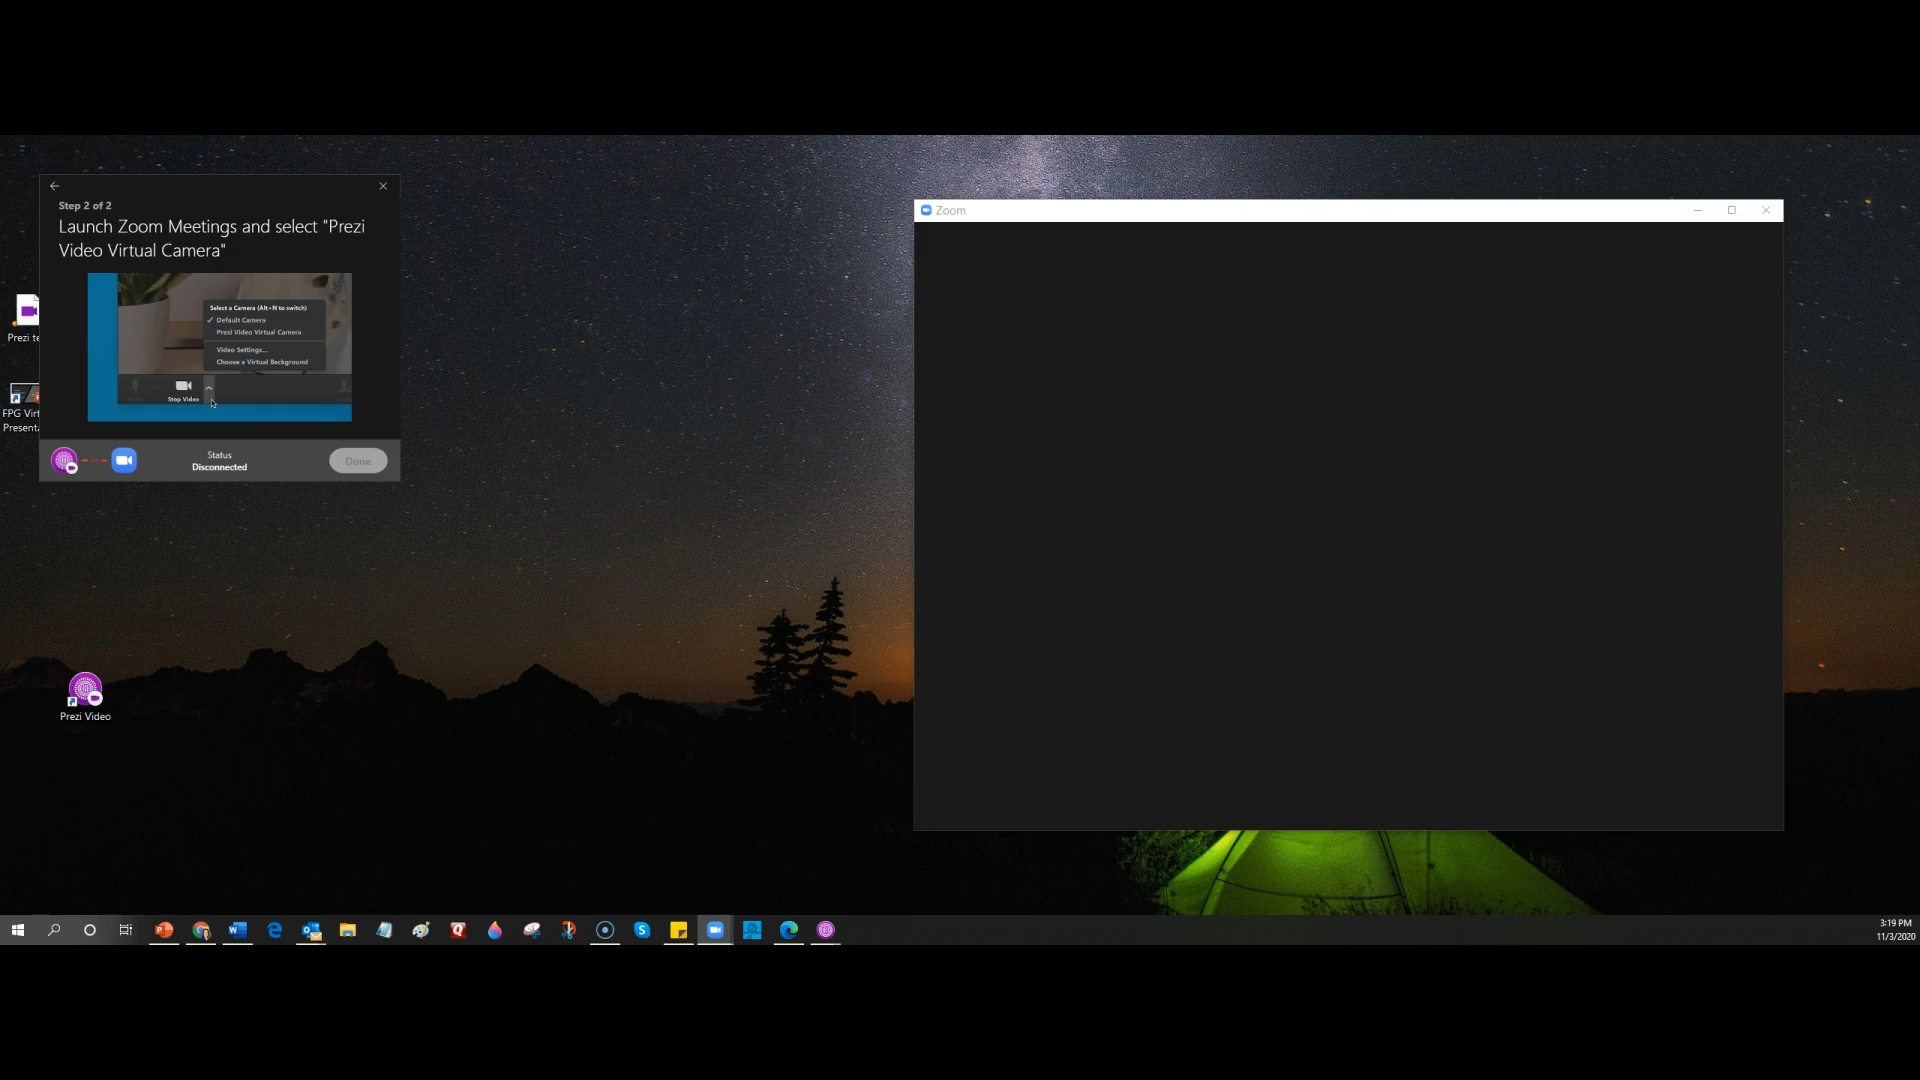 Step 2 of 2
Launch Zoom Meetings and select "Prezi
Video Virtual Camera"
Select a Camera (Alt+N to switch)
Default Camera
Prezi Video Virtual Camera
Video Settings...
Choose a Virtual Background
Stop Video
Status
Disconnected
Done
Prezi te
FPG Virt
Presenta
Prezi Video
Zoom
3:19 PM
11/3/2020